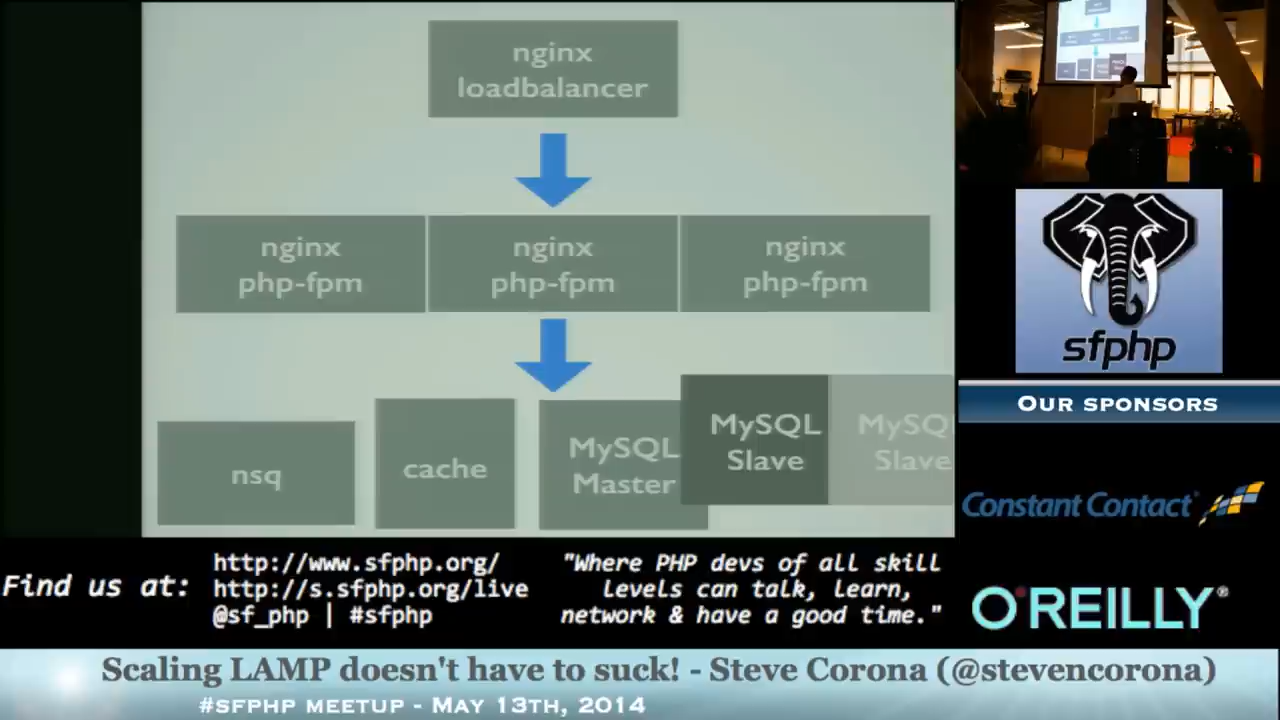 nginx
loadbalancer
nginx
php-fpm
nginx
php-fpm
nginx
php-fpm
nsq
cache
MySQL
Master
MySQL
Slave
MySQ
Slave
sfphp
Our sponsors
Constant Contact®
O'REILLY®
Find us at:
http://www.sfphp.org/
http://s.sfphp.org/live
@sf_php | #sfphp
"Where PHP devs of all skill
Levels can talk, learn,
network & have a good time."
Scaling LAMP doesn't have to suck! - Steve Corona (@stevencorona)
#sfphp meetup - May 13th, 2014